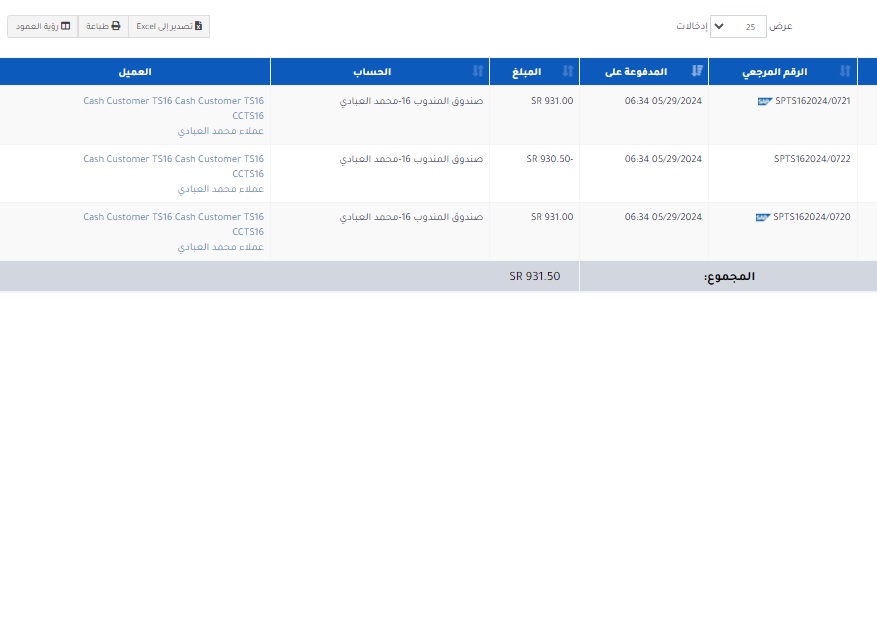 عرض 25 إدخالات
تصدير إلى Excel طباعة رؤية العمود
الرقم المرجعي المدفوعة على المبلغ الحساب العميل
SPTS162024/0721 SAP 06:34 05/29/2024 SR 931.00 صندوق المندوب 16-محمد العبادي Cash Customer TS16 Cash Customer TS16
CCTS16
عملاء محمد العبادي
SPTS162024/0722 06:34 05/29/2024 SR 930.50- صندوق المندوب 16-محمد العبادي Cash Customer TS16 Cash Customer TS16
CCTS16
عملاء محمد العبادي
SPTS162024/0720 SAP 06:34 05/29/2024 SR 931.00 صندوق المندوب 16-محمد العبادي Cash Customer TS16 Cash Customer TS16
CCTS16
عملاء محمد العبادي
المجموع: SR 931.50